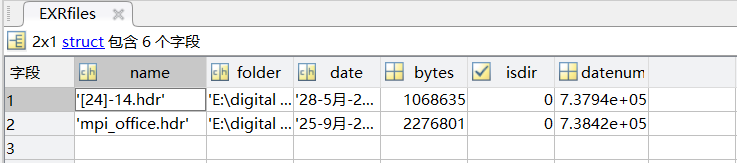 EXRfiles
2x1 struct 包含 6 个字段
字段 name folder date bytes isdir datenum
1 '[24]-14.hdr' 'E:\digital ... '28-5月-2... 1068635 0 7.3794e+05
2 'mpi_office.hdr' 'E:\digital ... '25-9月-2... 2276801 0 7.3842e+05
3